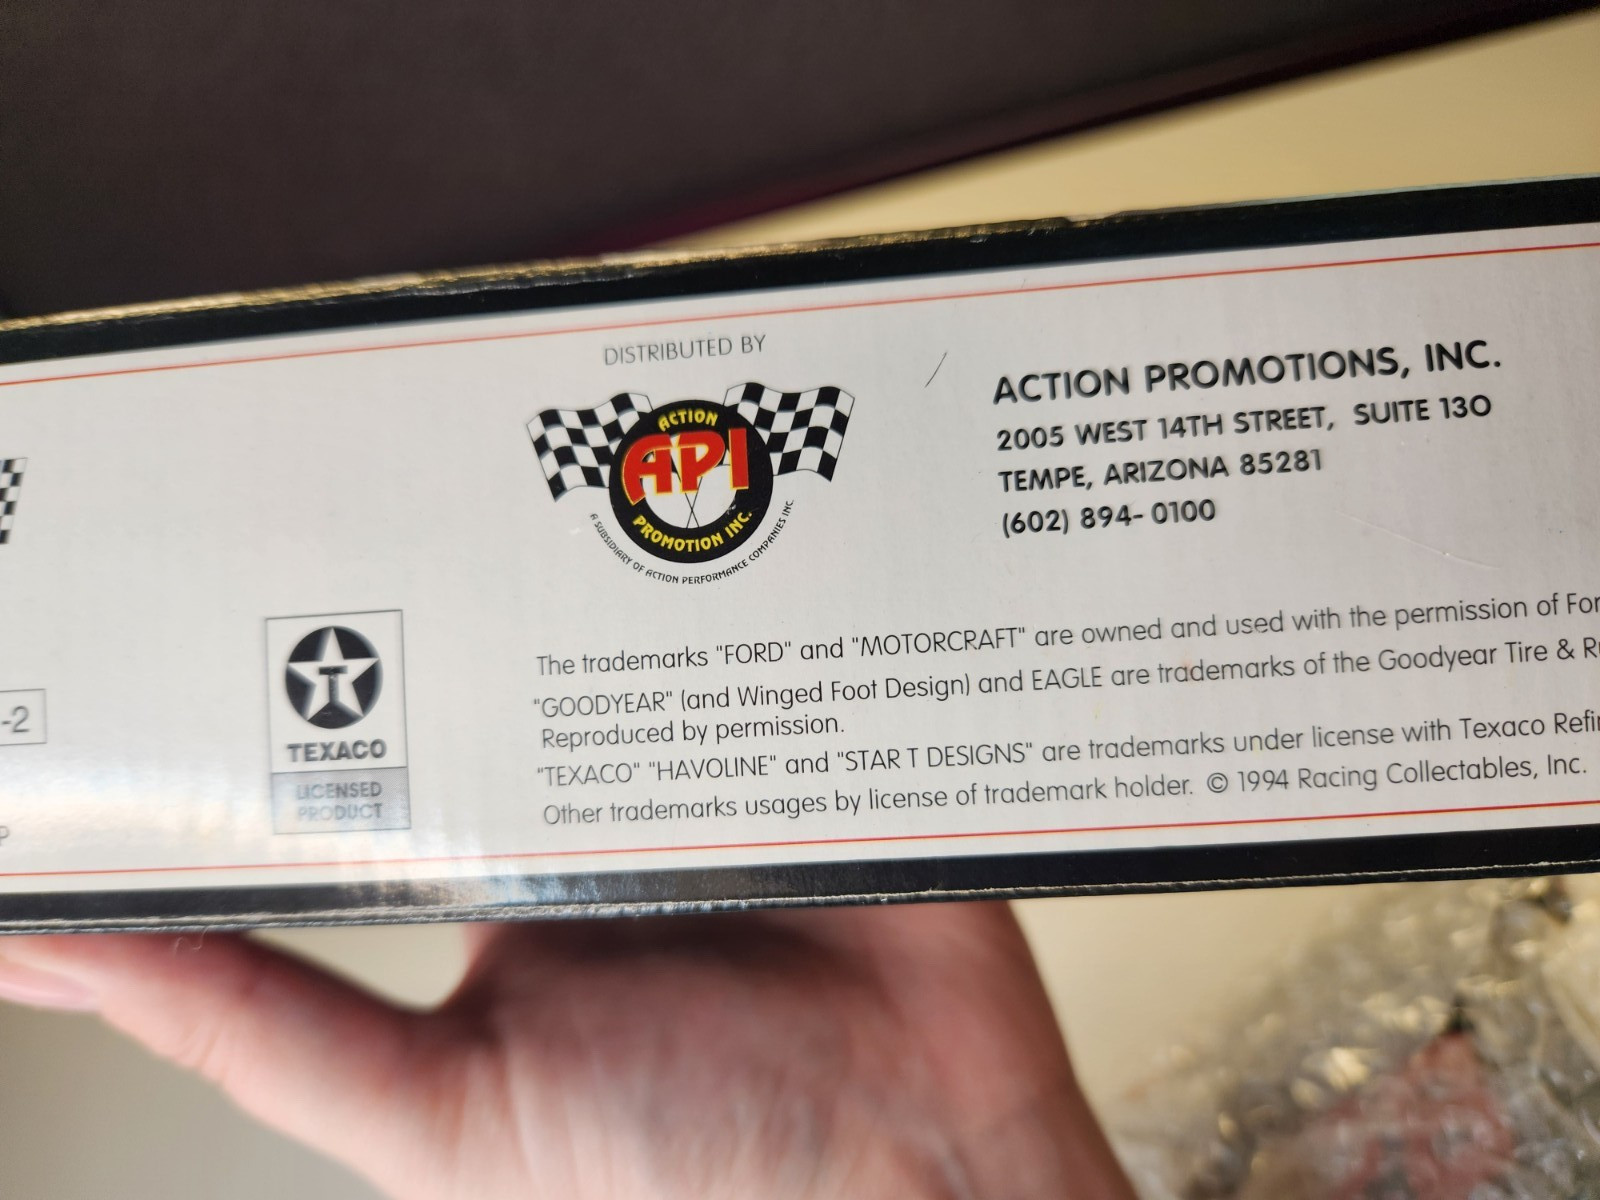 DISTRIBUTED BY
ACTION
API
PROMOTION INC.
A SUBSIDIARY OF ACTION PERFORMANCE COMPANIES INC.
ACTION PROMOTIONS, INC.
2005 WEST 14TH STREET, SUITE 130
TEMPE, ARIZONA 85281
(602) 894-0100
-2
P
T
TEXACO
LICENSED
PRODUCT
The trademarks "FORD" and "MOTORCRAFT" are owned and used with the permission of
"GOODYEAR" (and Winged Foot Design) and EAGLE are trademarks of the Goodyear Tire &
Reproduced by permission.
"TEXACO" "HAVOLINE" and "STAR T DESIGNS" are trademarks under license with Texaco
Other trademarks usages by license of trademark holder. © 1994 Racing Collectables, Inc.